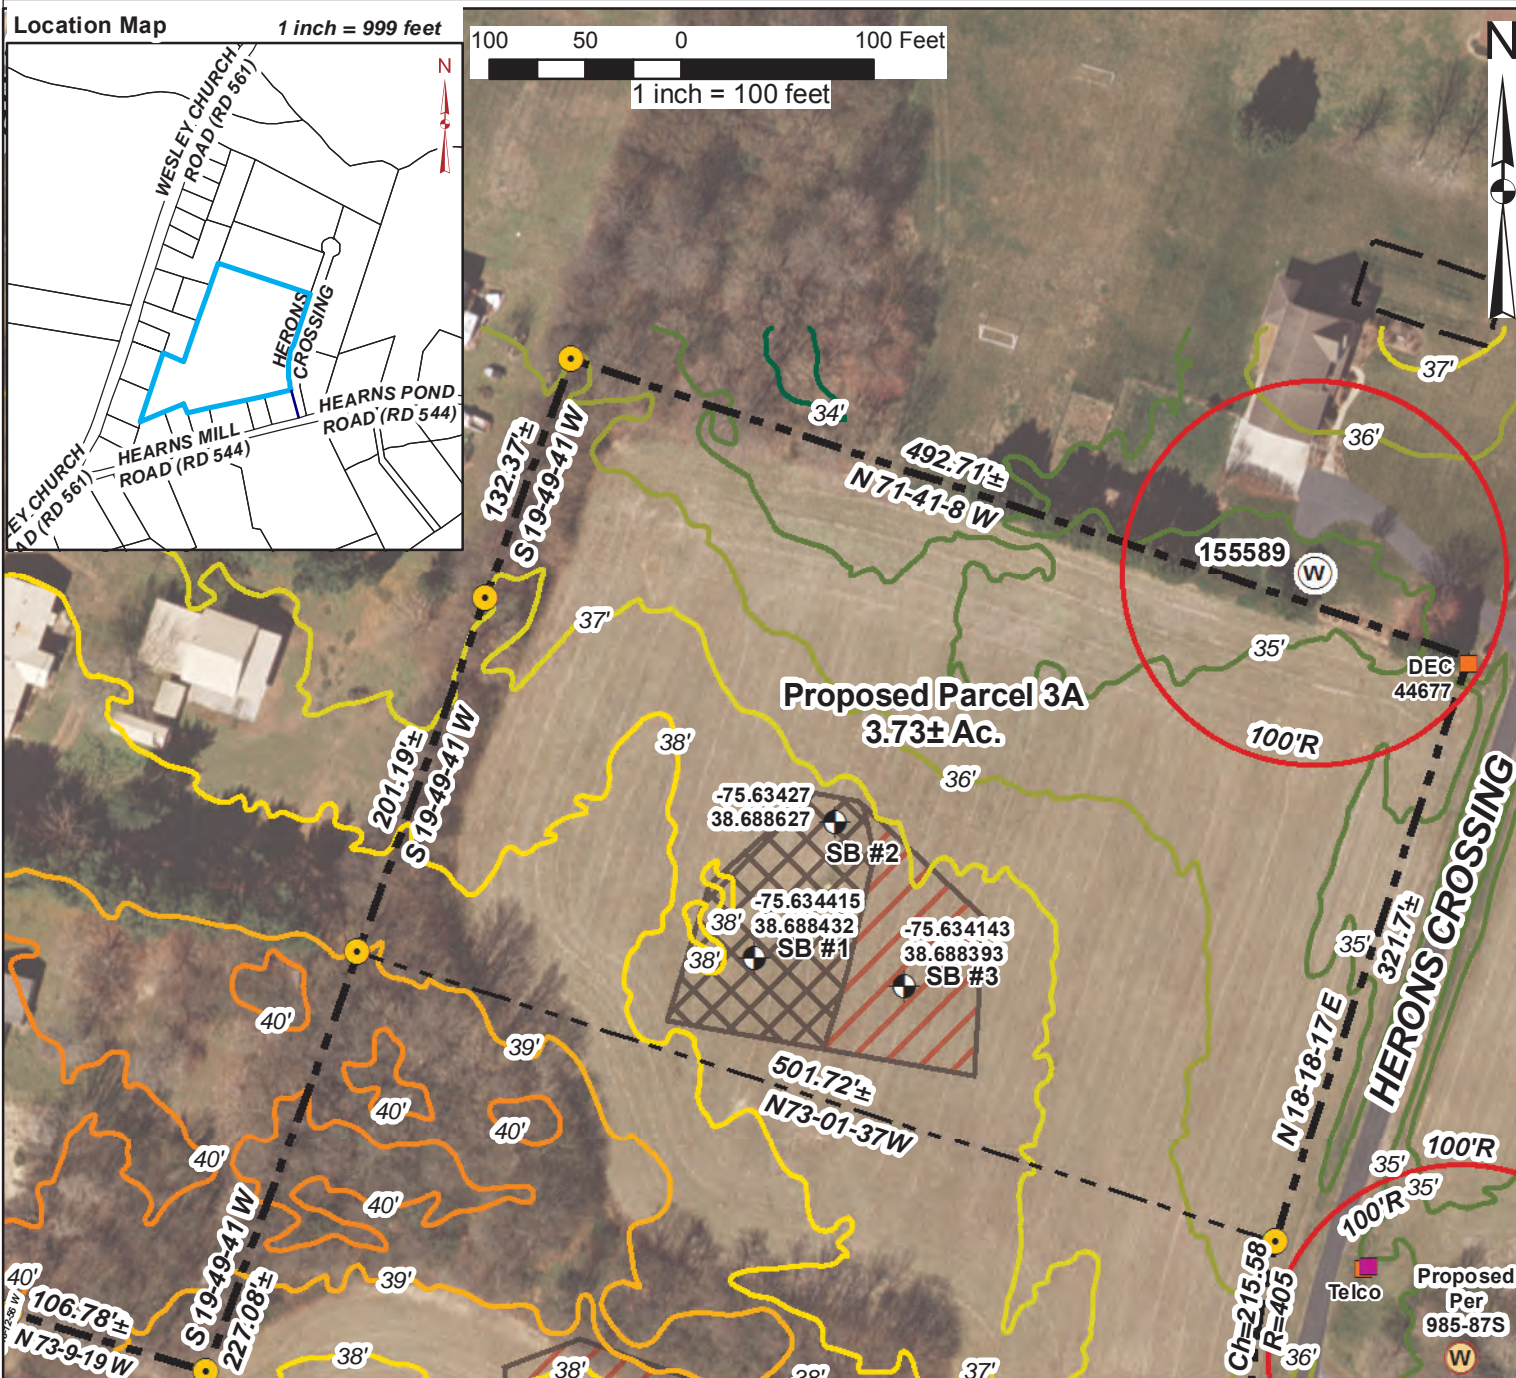 Location Map
1 inch = 999 feet
N
WESLEY CHURCH
ROAD (RD 561)
HERONS
CROSSING
HEARNS POND
ROAD (RD 544)
HEARNS MILL
ROAD (RD 544)
EY CHURCH
AD (RD 561)
100 50 0 100 Feet
1 inch = 100 feet
N
37'
36'
34'
492.71'±
N 71-41-8 W
132.37'±
S 19-49-41 W
155589
W
37'
35'
DEC
44677
Proposed Parcel 3A
3.73± Ac.
100'R
38'
36'
201.19'±
S 19-49-41 W
-75.63427
38.688627
SB #2
-75.634415
38.688432
SB #1
38'
38'
-75.634143
38.688393
SB #3
35'
321.7'±
N 18-18-17 E
HERONS CROSSING
40'
39'
501.72'±
N73-01-37W
40'
40'
40'
40'
100'R
35'
35'
100'R
S 19-49-41 W
227.08'±
39'
40'
106.78'±
N 73-9-19 W
Ch=215.58
R=405
Telco
Proposed
Per
985-87S
W
36'
38'
38'
38'
37'